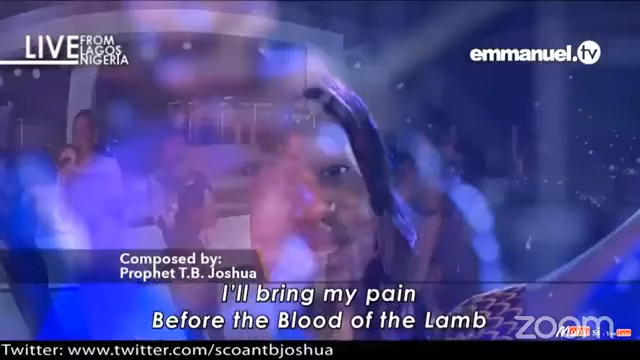 LIVE FROM LAGOS NIGERIA
emmanuel.tv
Composed by:
Prophet T.B. Joshua
I'll bring my pain
Before the Blood of the Lamb
zoom
Twitter: www.twitter.com/scoantbjoshua